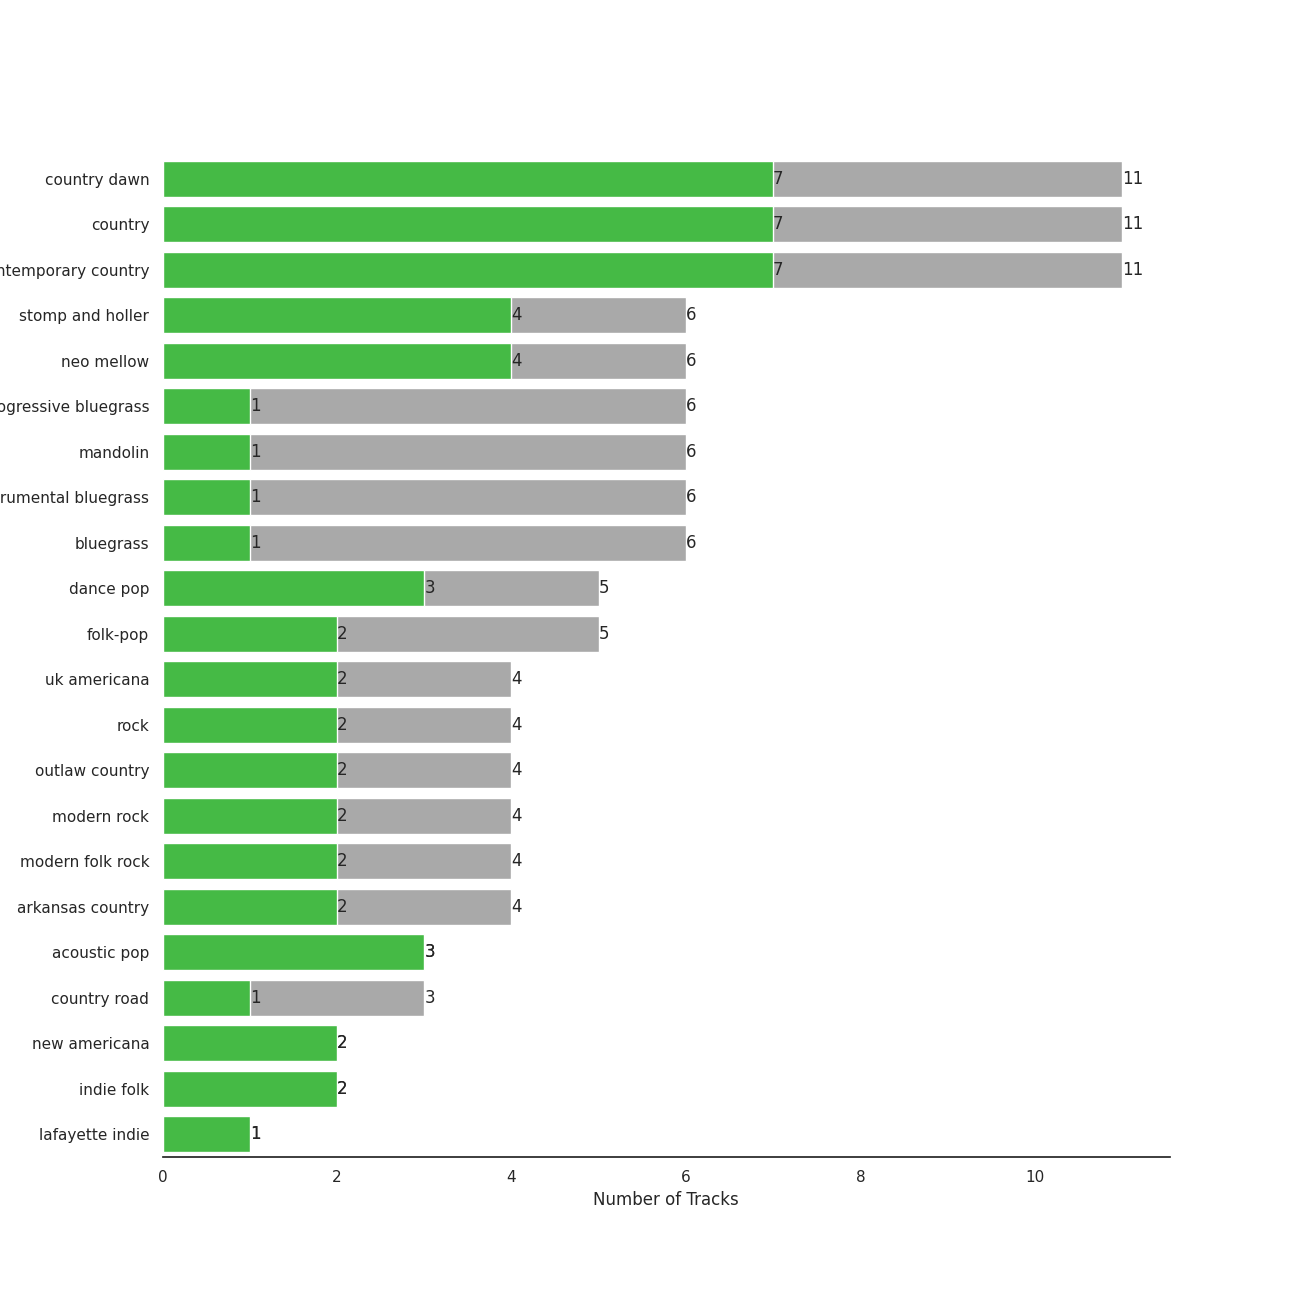 country dawn 7 11
country 7 11
ntemporary country 7 11
stomp and holler 4 6
neo mellow 4 6
ogressive bluegrass 1 6
mandolin 1 6
rumental bluegrass 1 6
bluegrass 1 6
dance pop 3 5
folk-pop 2 5
uk americana 2 4
rock 2 4
outlaw country 2 4
modern rock 2 4
modern folk rock 2 4
arkansas country 2 4
acoustic pop 3
country road 1 3
new americana 2
indie folk 2
lafayette indie 1
0 2 4 6 8 10
Number of Tracks